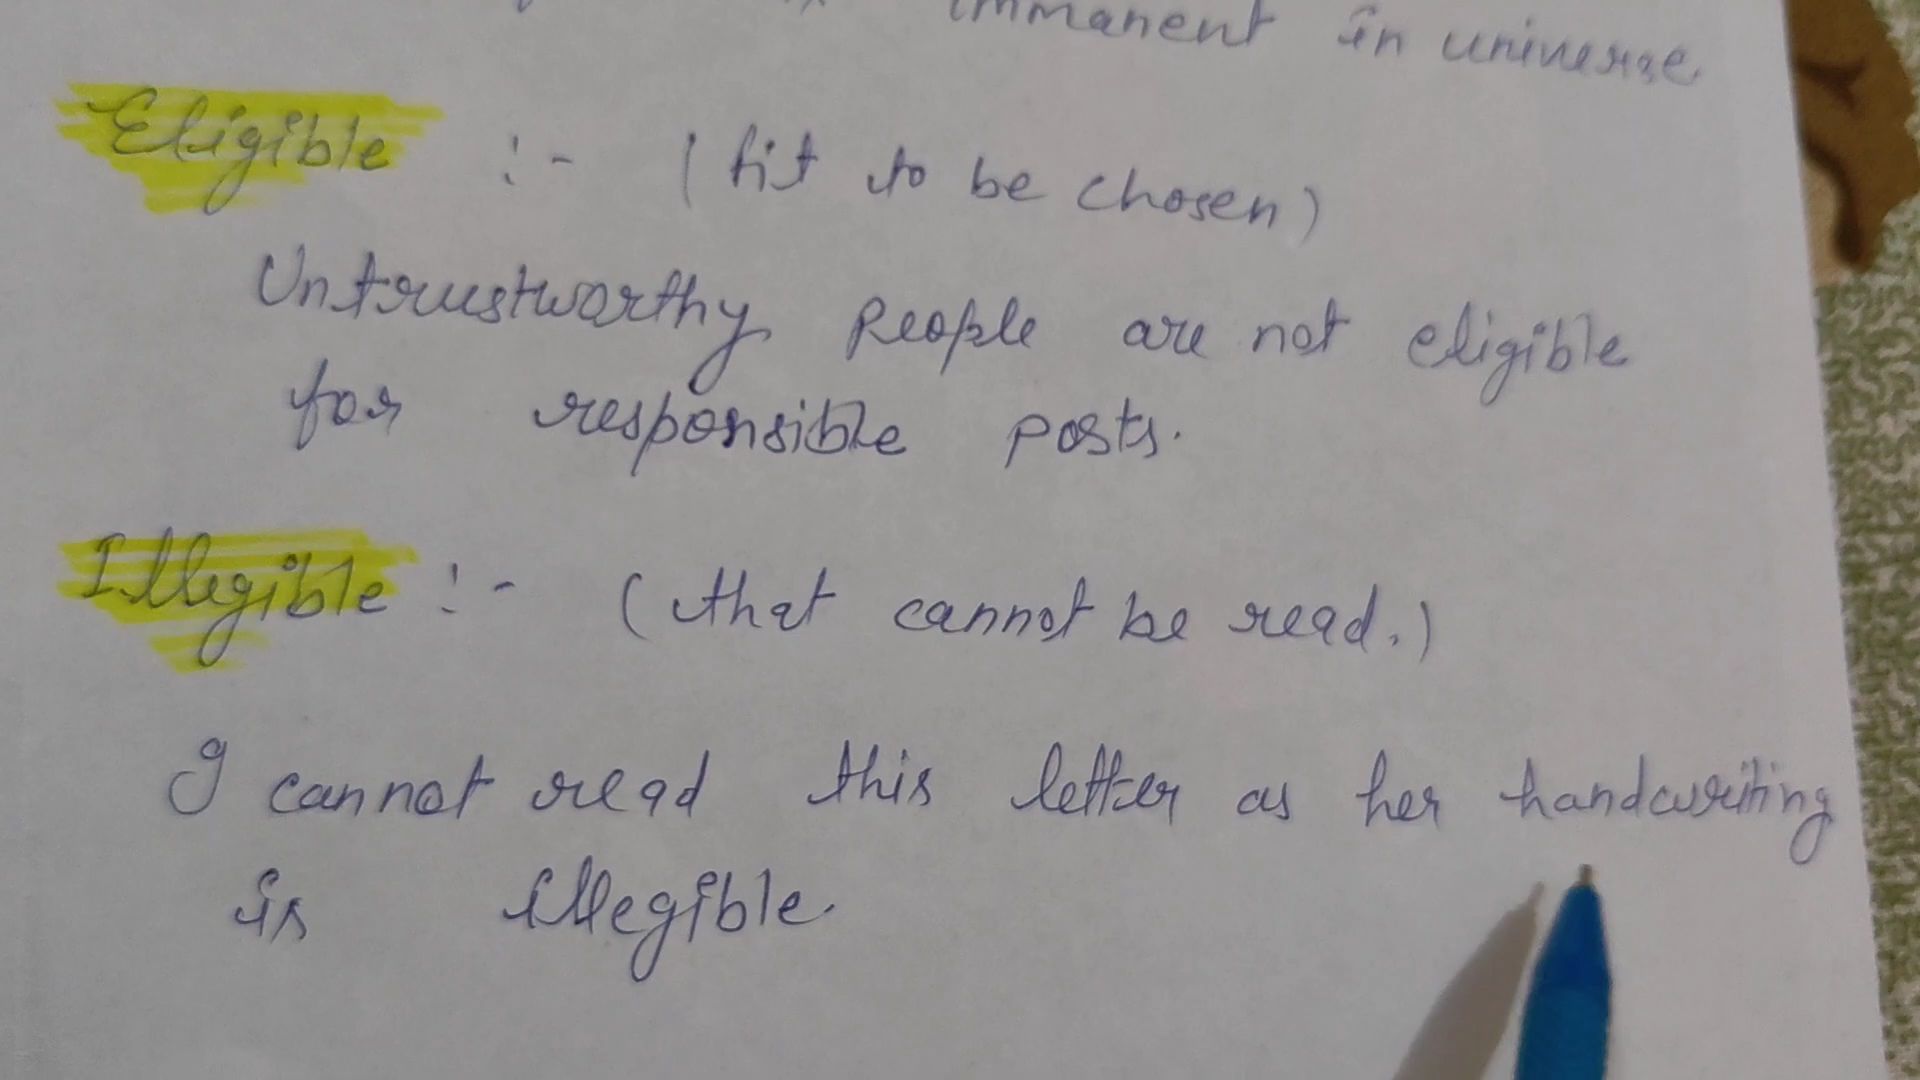 immanent in universe
Eligible :- (fit to be chosen)
Untrustworthy People are not eligible
for responsible posts.
Illegible :- (that cannot be read.)
I cannot read this letter as her handwriting
is illegible.